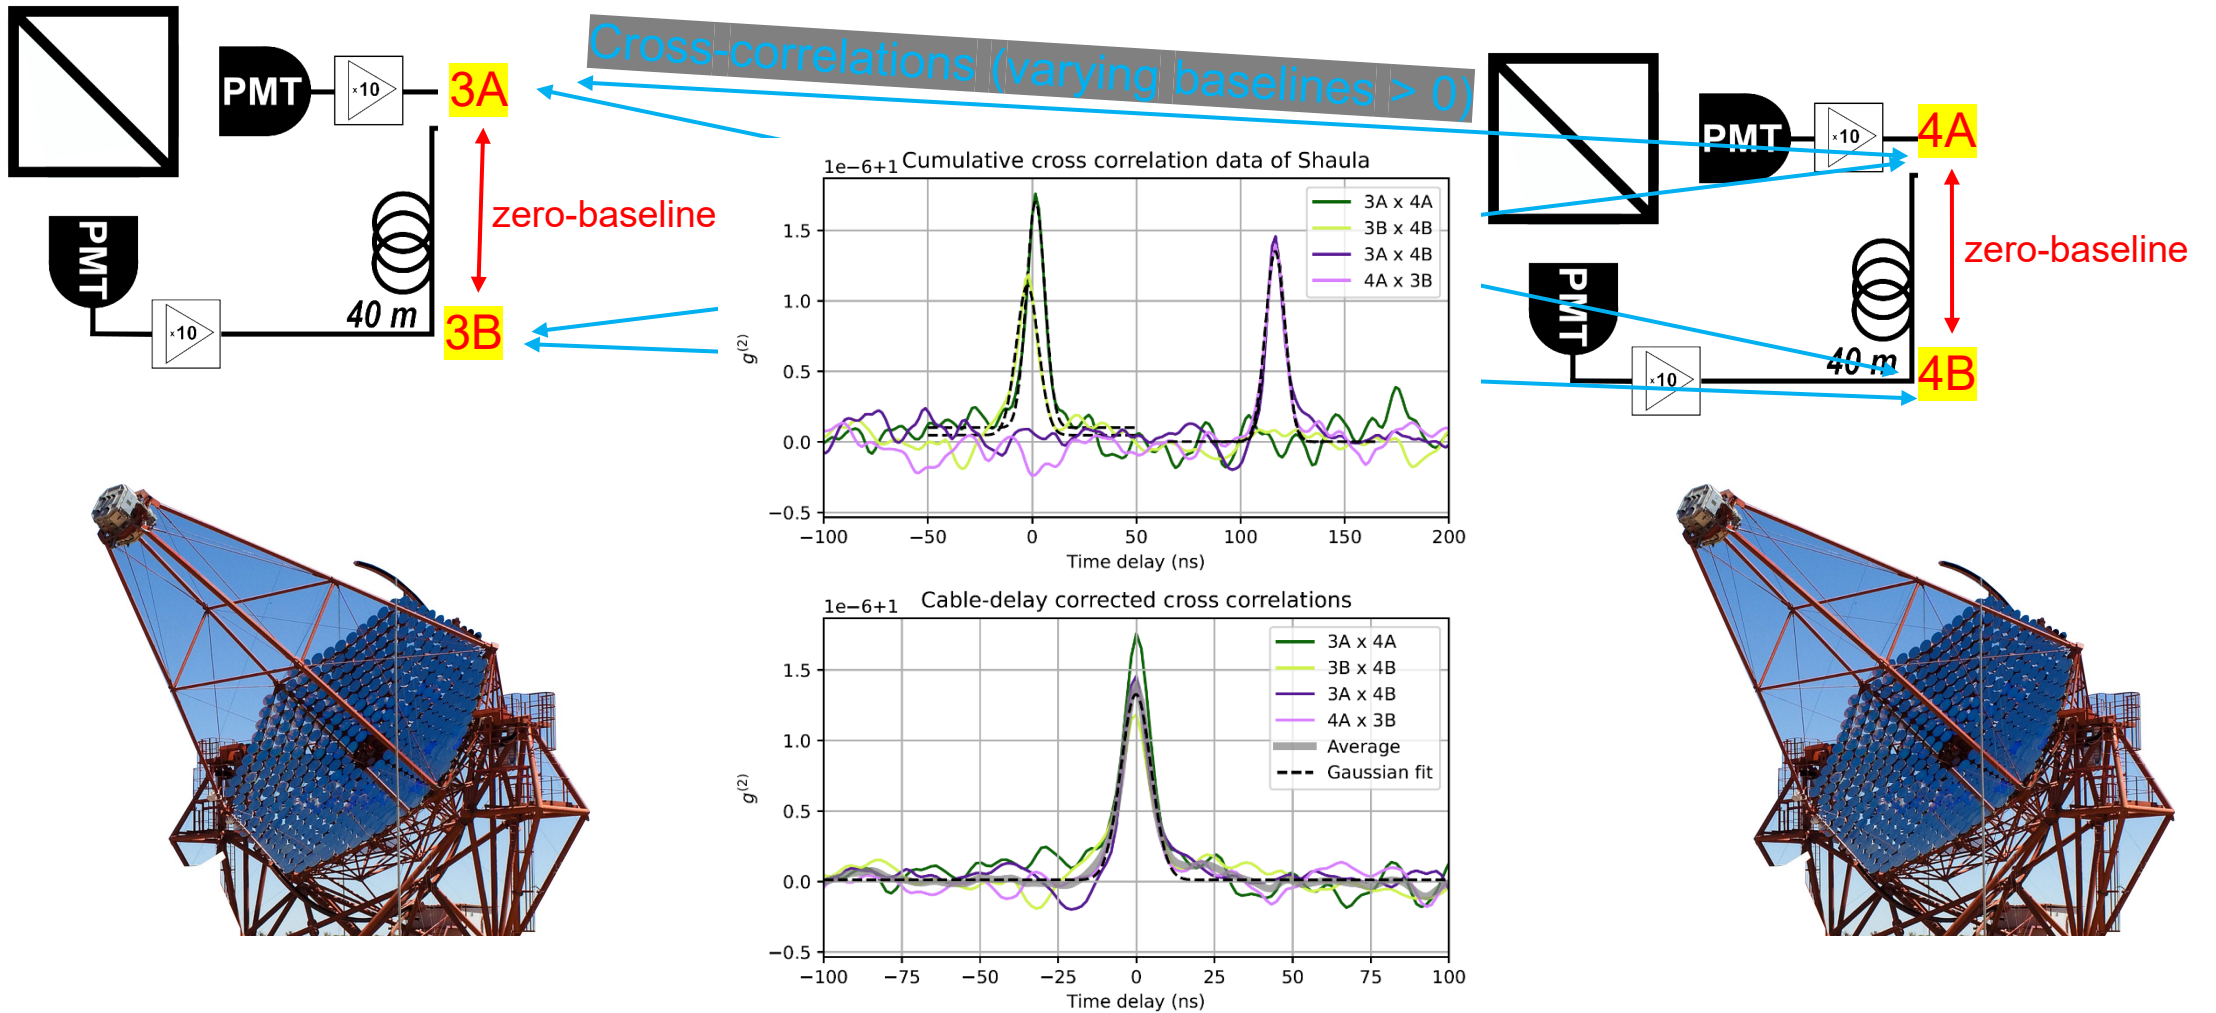 PMT
×10
3A
zero-baseline
PMT
×10
40 m
3B
Cross-correlations (varying baselines > 0)
PMT
×10
4A
zero-baseline
PMT
×10
40 m
4B
1e−6+1
Cumulative cross correlation data of Shaula
3A x 4A
3B x 4B
3A x 4B
4A x 3B
g(2)
1.5
1.0
0.5
0.0
−0.5
−100
−50
0
50
100
150
200
Time delay (ns)
1e−6+1
Cable-delay corrected cross correlations
3A x 4A
3B x 4B
3A x 4B
4A x 3B
Average
Gaussian fit
g(2)
1.5
1.0
0.5
0.0
−0.5
−100
−75
−50
−25
0
25
50
75
100
Time delay (ns)